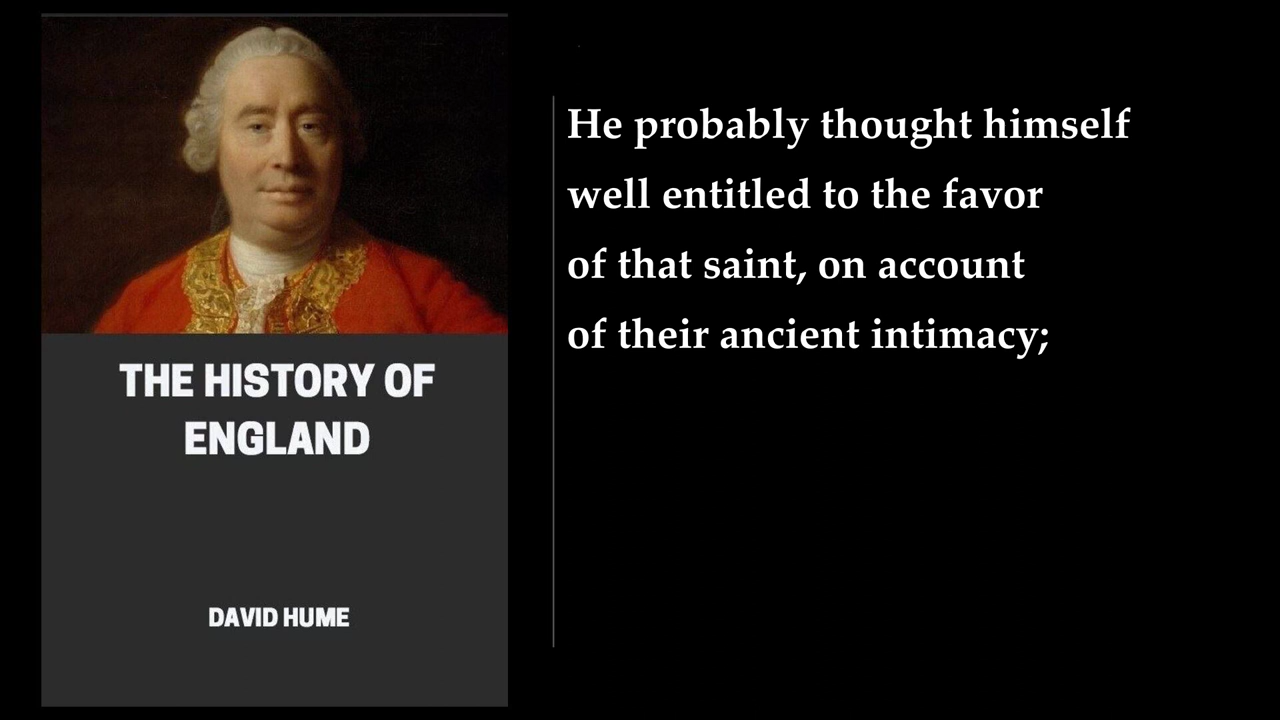 THE HISTORY OF
ENGLAND
DAVID HUME
He probably thought himself
well entitled to the favor
of that saint, on account
of their ancient intimacy;